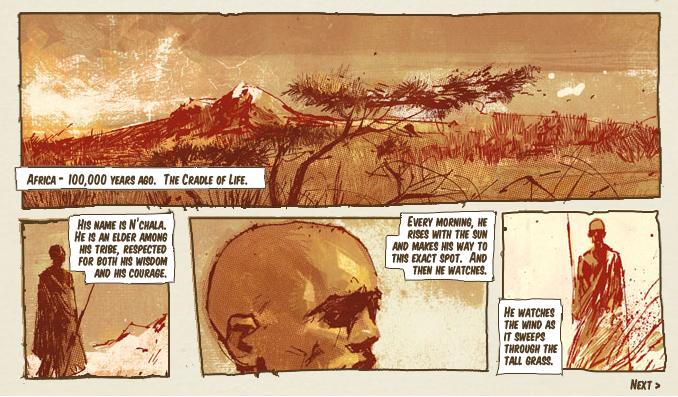 Africa - 100,000 years ago. The Cradle of Life.
His name is N'Chala.
He is an elder among
his tribe, respected
for both his wisdom
and his courage.
Every morning, he
rises with the sun
and makes his way to
this exact spot. And
then he watches.
He watches
the wind as
it sweeps
through the
tall grass.
Next >